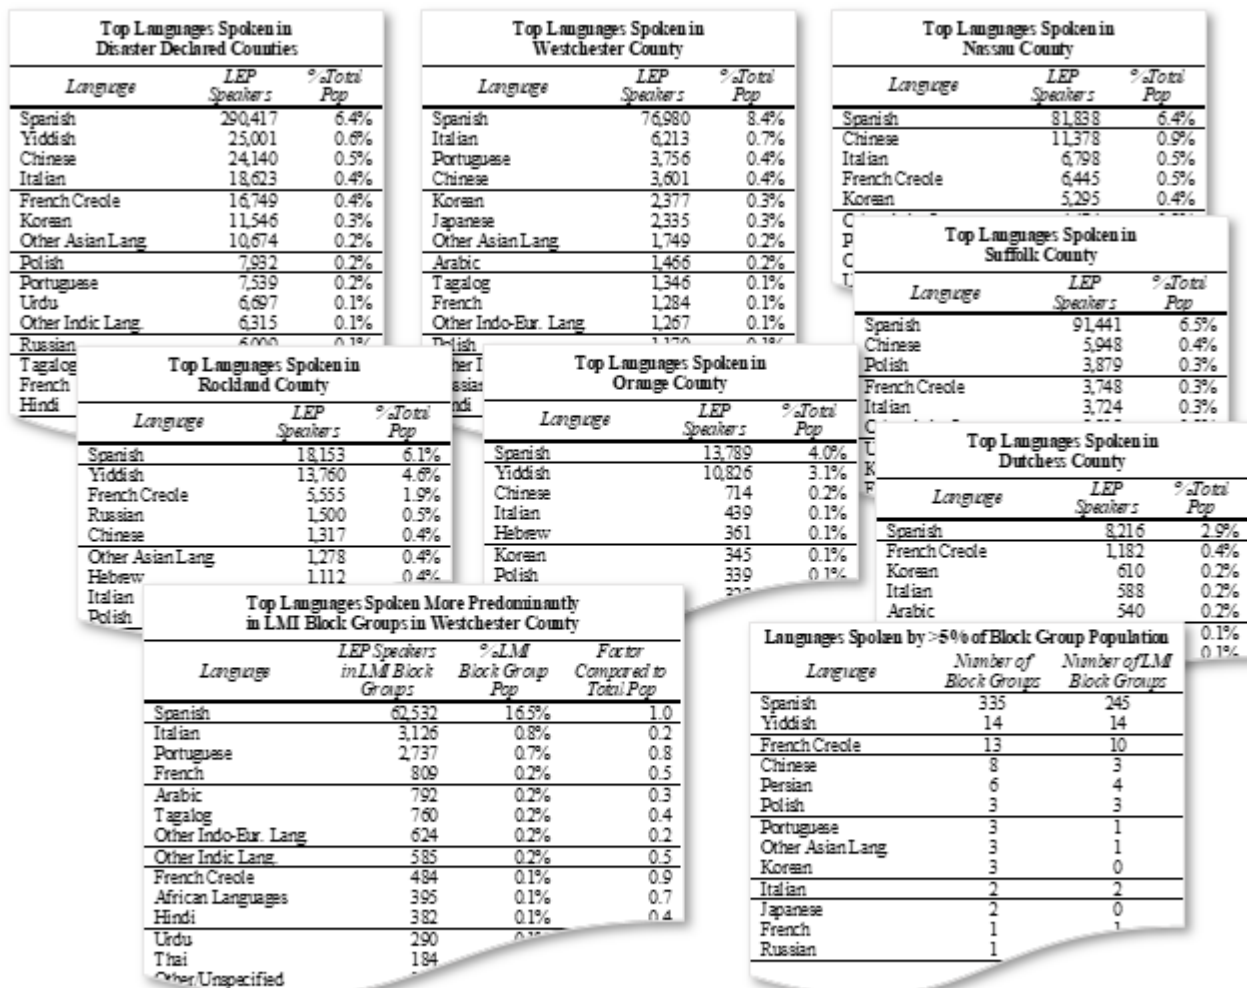 Top Languages Spoken in
Disaster Declared Counties
Language LEP Speakers %Total Pop
Spanish 290,417 6.4%
Yiddish 25,001 0.6%
Chinese 24,140 0.5%
Italian 18,623 0.4%
French Creole 16,749 0.4%
Korean 11,546 0.3%
Other Asian Lang. 10,674 0.2%
Polish 7,932 0.2%
Portuguese 7,539 0.2%
Urdu 6,697 0.1%
Other Indic Lang. 6,315 0.1%
Russian
Tagalog
French
Hindi
Top Languages Spoken in
Westchester County
Language LEP Speakers %Total Pop
Spanish 76,980 8.4%
Italian 6,213 0.7%
Portuguese 3,756 0.4%
Chinese 3,601 0.4%
Korean 2,377 0.3%
Japanese 2,335 0.3%
Other Asian Lang 1,749 0.2%
Arabic 1,466 0.2%
Tagalog 1,346 0.1%
French 1,284 0.1%
Other Indo-Eur. Lang 1,267 0.1%
Polish
Top Languages Spoken in
Nassau County
Language LEP Speakers %Total Pop
Spanish 81,838 6.4%
Chinese 11,378 0.9%
Italian 6,798 0.5%
French Creole 6,445 0.5%
Korean 5,295 0.4%
Top Languages Spoken in
Suffolk County
Language LEP Speakers %Total Pop
Spanish 91,441 6.5%
Chinese 5,948 0.4%
Polish 3,879 0.3%
French Creole 3,748 0.3%
Italian 3,724 0.3%
Top Languages Spoken in
Rockland County
Language LEP Speakers %Total Pop
Spanish 18,153 6.1%
Yiddish 13,760 4.6%
French Creole 5,555 1.9%
Russian 1,500 0.5%
Chinese 1,317 0.4%
Other Asian Lang. 1,278 0.4%
Hebrew 1,112 0.4%
Italian
Polish
Top Languages Spoken in
Orange County
Language LEP Speakers %Total Pop
Spanish 13,789 4.0%
Yiddish 10,826 3.1%
Chinese 714 0.2%
Italian 439 0.1%
Hebrew 361 0.1%
Korean 345 0.1%
Polish 339 0.1%
Top Languages Spoken in
Dutchess County
Language LEP Speakers %Total Pop
Spanish 8,216 2.9%
French Creole 1,182 0.4%
Korean 610 0.2%
Italian 588 0.2%
Arabic 540 0.2%
0.1%
0.1%
Top Languages Spoken More Predominantly
in LMI Block Groups in Westchester County
Language LEP Speakers in LMI Block Groups %LMI Block Group Pop Factor Compared to Total Pop
Spanish 62,532 16.5% 1.0
Italian 3,126 0.8% 0.2
Portuguese 2,737 0.7% 0.8
French 809 0.2% 0.5
Arabic 792 0.2% 0.3
Tagalog 760 0.2% 0.4
Other Indo-Eur. Lang 624 0.2% 0.2
Other Indic Lang. 585 0.2% 0.5
French Creole 484 0.1% 0.9
African Languages 395 0.1% 0.7
Hindi 382 0.1% 0.4
Urdu 290
Thai 184
Other/Unspecified
Languages Spoken by >5% of Block Group Population
Language Number of Block Groups Number of LMI Block Groups
Spanish 335 245
Yiddish 14 14
French Creole 13 10
Chinese 8 3
Persian 6 4
Polish 3 3
Portuguese 3 1
Other Asian Lang 3 1
Korean 3 0
Italian 2 2
Japanese 2 0
French 1 1
Russian 1